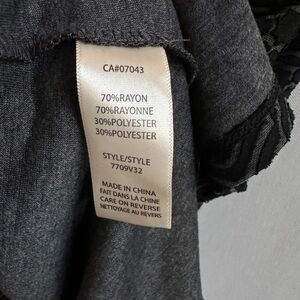 CA#07043
70%RAYON
70%RAYONNE
30%POLYESTER
30%POLYESTER
STYLE/STYLE
7709V32
MADE IN CHINA
FAIT DANS LA CHINE
CARE ON REVERSE
NETTOYAGE AU REVERS